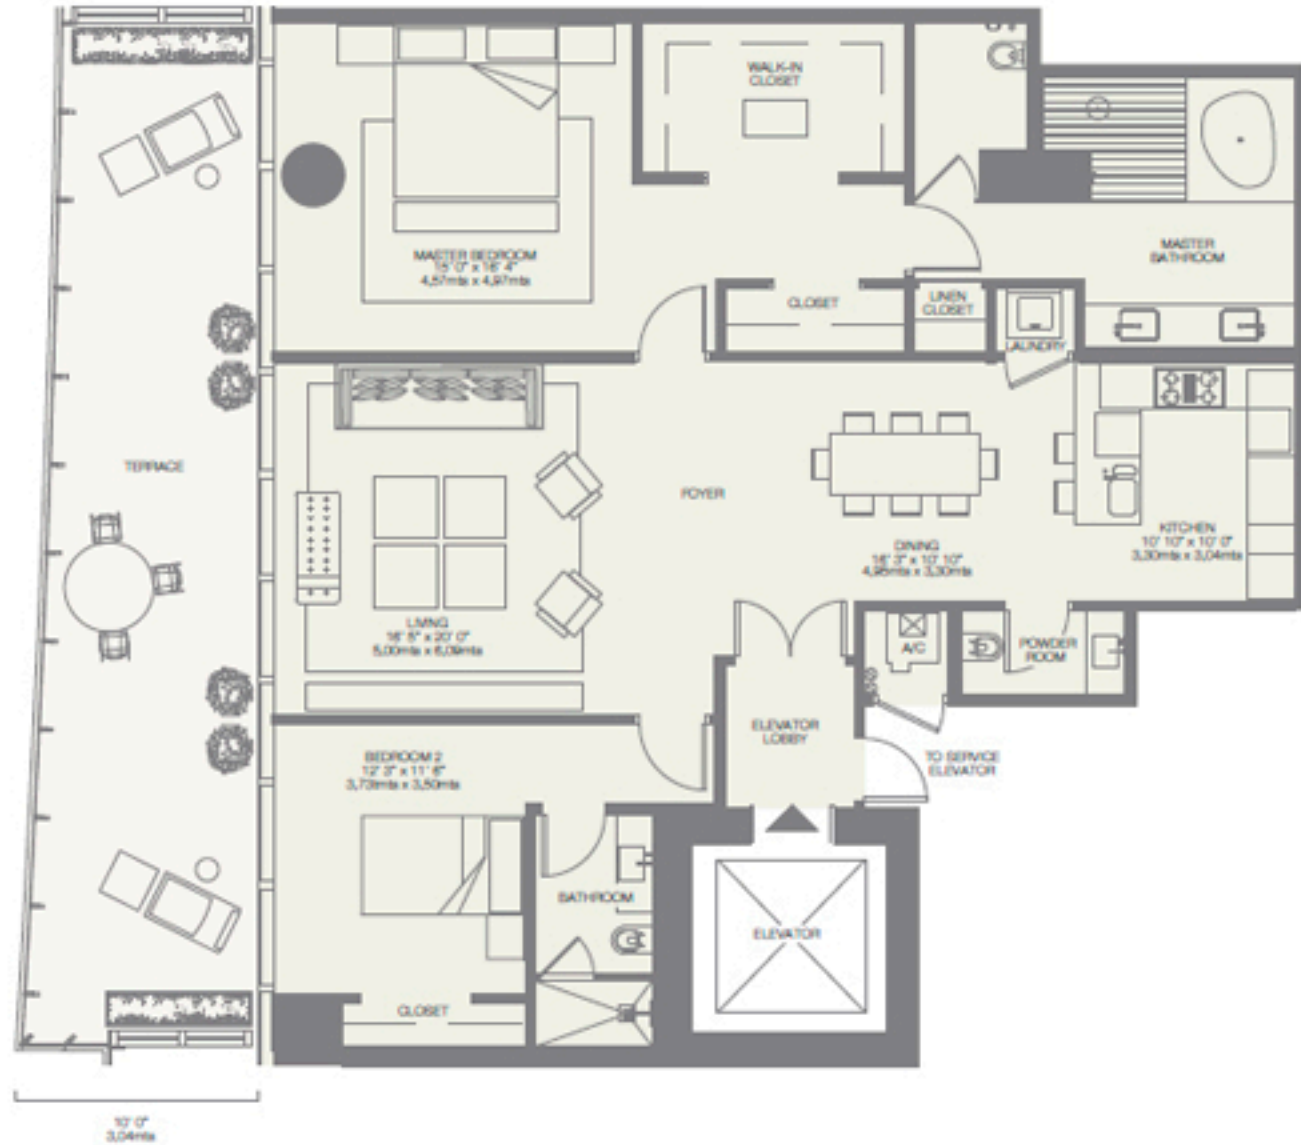 WALK-IN
CLOSET
MASTER BEDROOM
15' 0" x 16' 4"
4,57mts x 4,97mts
MASTER
BATHROOM
CLOSET
LINEN
CLOSET
LAUNDRY
TERRACE
FOYER
DINING
16' 3" x 10' 10"
4,95mts x 3,30mts
KITCHEN
10' 10" x 10' 0"
3,30mts x 3,04mts
LIVING
16' 5" x 20' 0"
5,00mts x 6,09mts
A/C
POWDER
ROOM
ELEVATOR
LOBBY
TO SERVICE
ELEVATOR
BEDROOM 2
12' 3" x 11' 6"
3,73mts x 3,50mts
BATHROOM
ELEVATOR
CLOSET
10' 0"
3,04mts